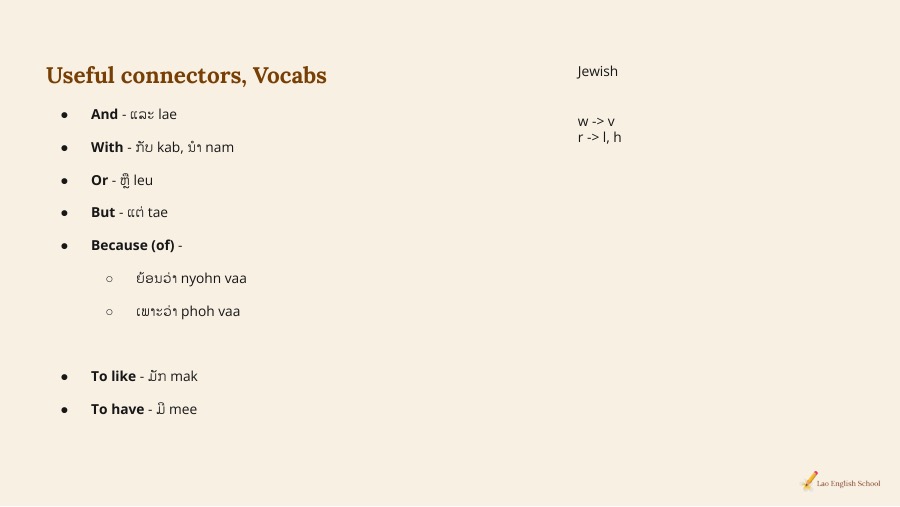 Useful connectors, Vocabs
● And - ແລະ lae
● With - ກັບ kab, ນຳ nam
● Or - ຫຼື leu
● But - ແຕ່ tae
● Because (of) -
○ ຍ້ອນວ່າ nyohn vaa
○ ເພາະວ່າ phoh vaa
● To like - ມັກ mak
● To have - ມີ mee
Jewish
w -> v
r -> l, h
Lao English School